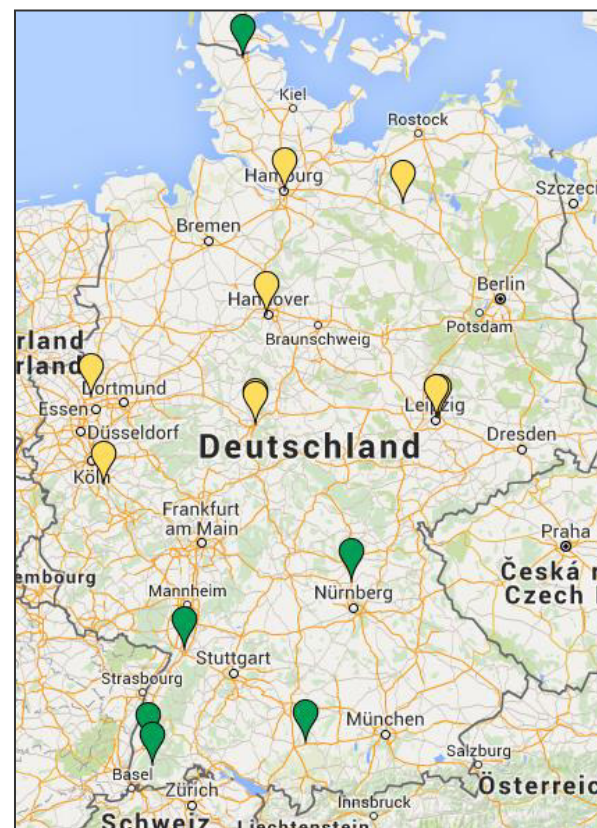 Kiel
Rostock
Hamburg
Szczeci
Bremen
Berlin
Hannover
Potsdam
Braunschweig
rland
rland
Dortmund
Essen
Leipzig
Düsseldorf
Dresden
Deutschland
Köln
Frankfurt
am Main
Praha
Česká r
Czech
embourg
Mannheim
Nürnberg
Stuttgart
Strasbourg
München
Salzburg
Basel
Zürich
Österreic
Innsbruck
Schweiz
Liechtenstein